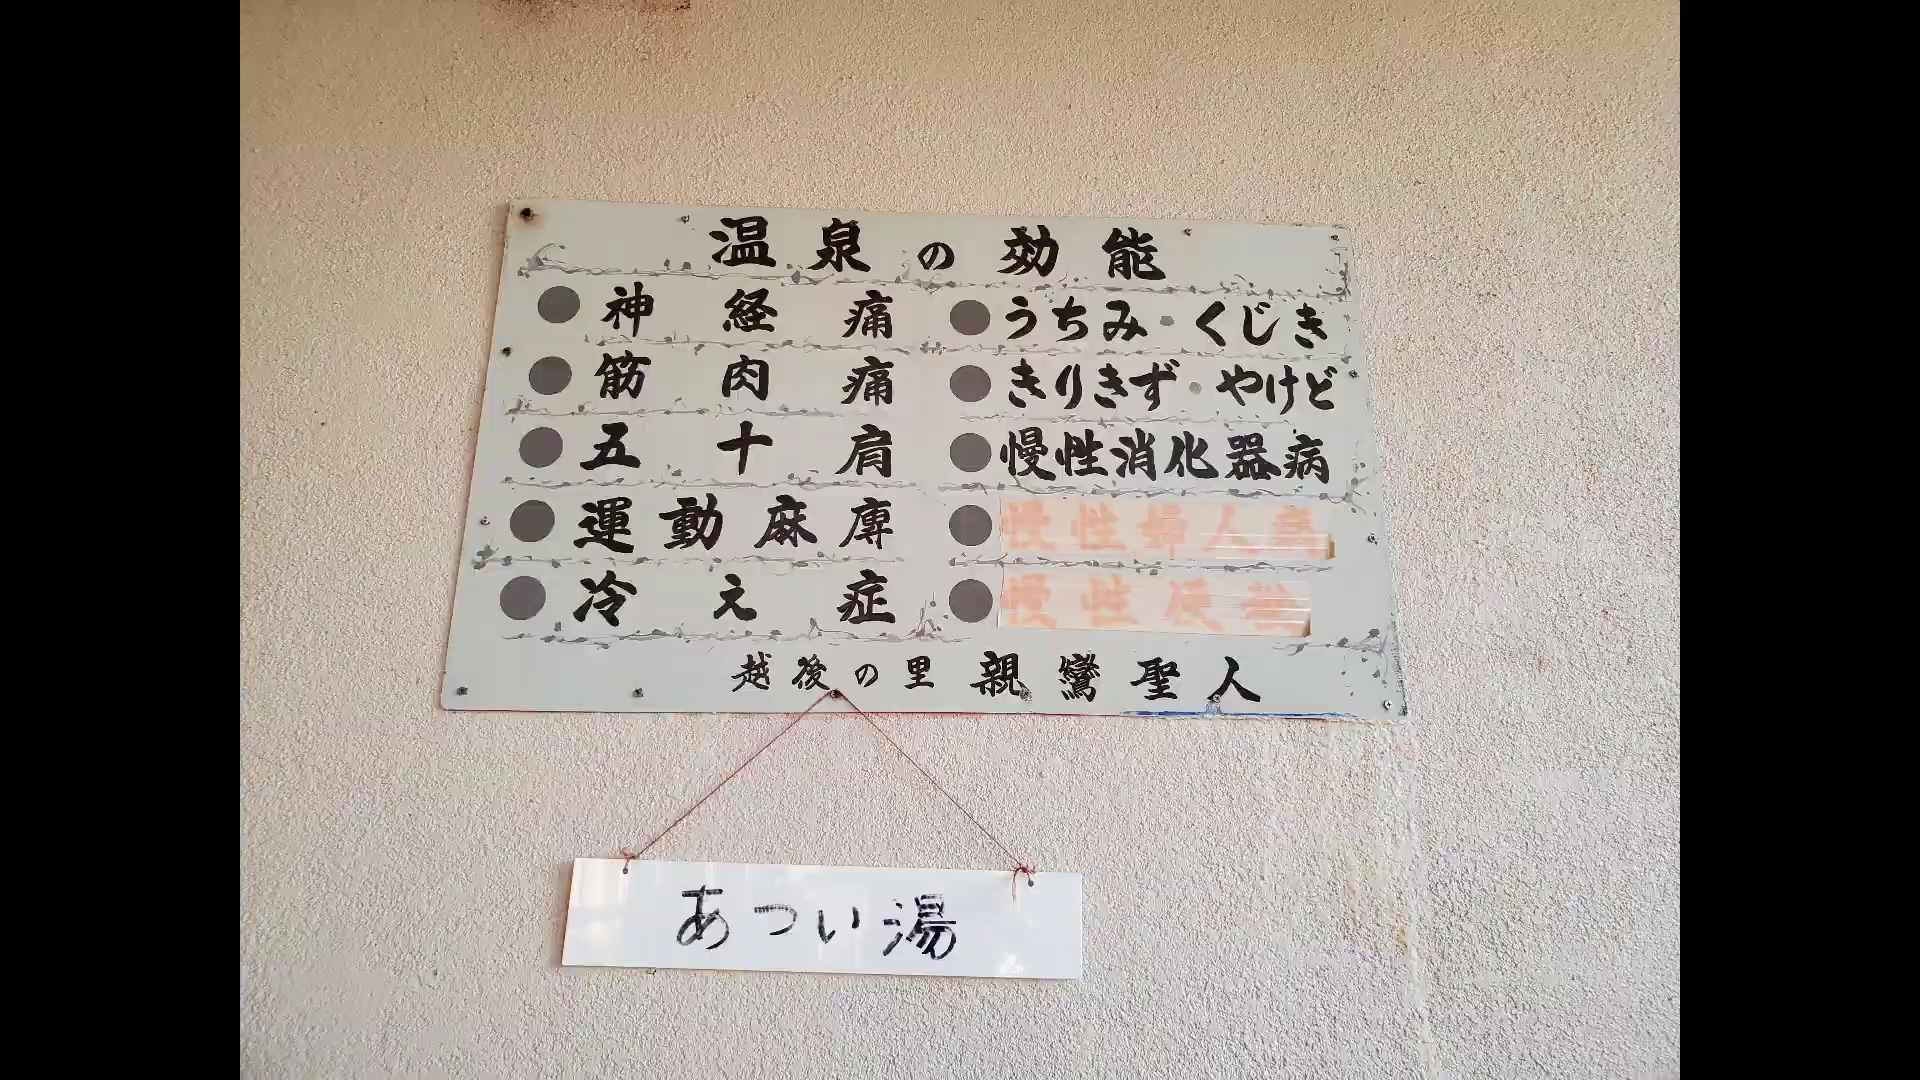 温泉の効能
神経痛
筋肉痛
五十肩
運動麻痺
冷え症
うちみ・くじき
きりきず・やけど
慢性消化器病
慢性婦人病
慢性便秘
越後の里 親鸞聖人
あつい湯